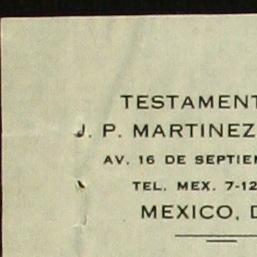 TESTAMENT
J. P. MARTINEZ
AV. 16 DE SEPTIEM
TEL. MEX. 7-12
MEXICO, D